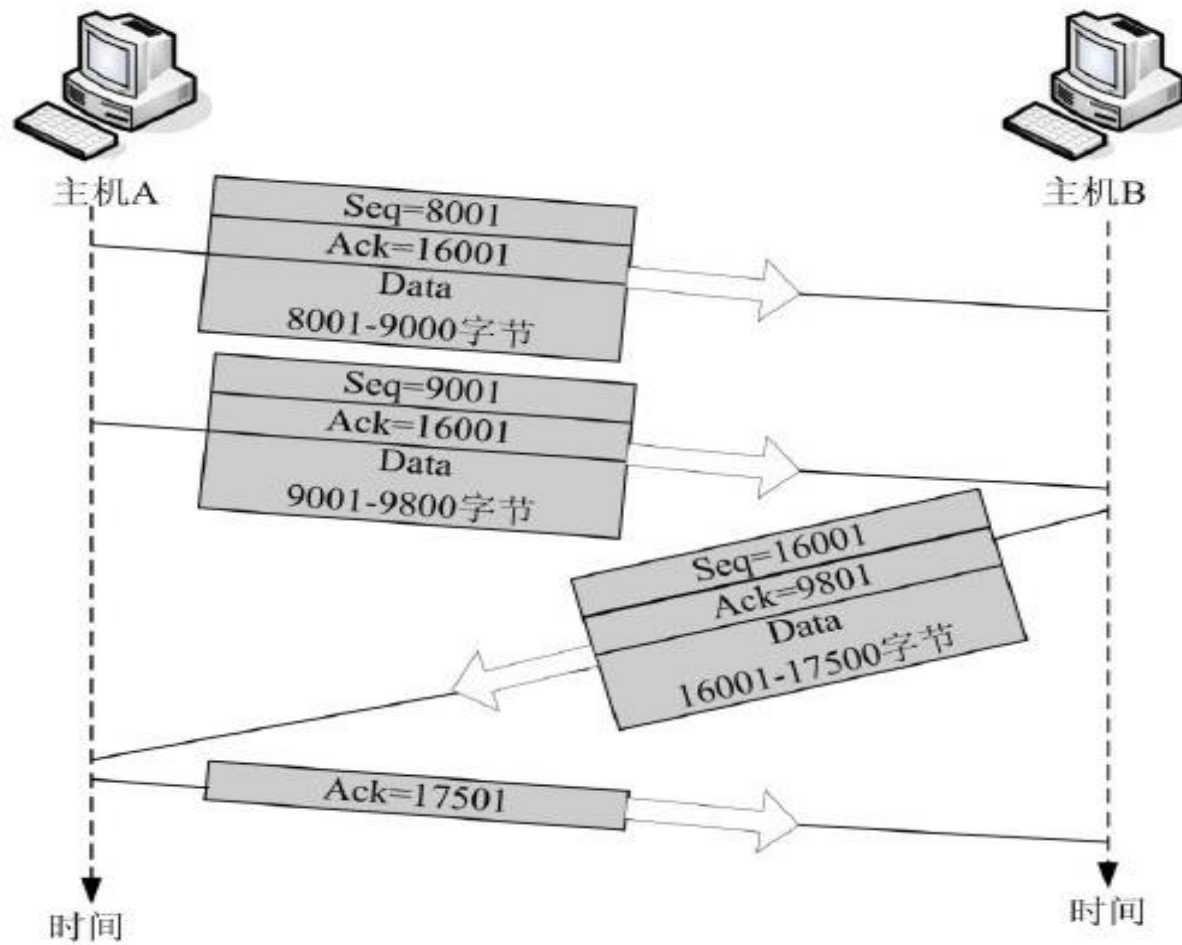 主机A
主机B
Seq=8001
Ack=16001
Data
8001-9000字节
Seq=9001
Ack=16001
Data
9001-9800字节
Seq=16001
Ack=9801
Data
16001-17500字节
Ack=17501
时间
时间